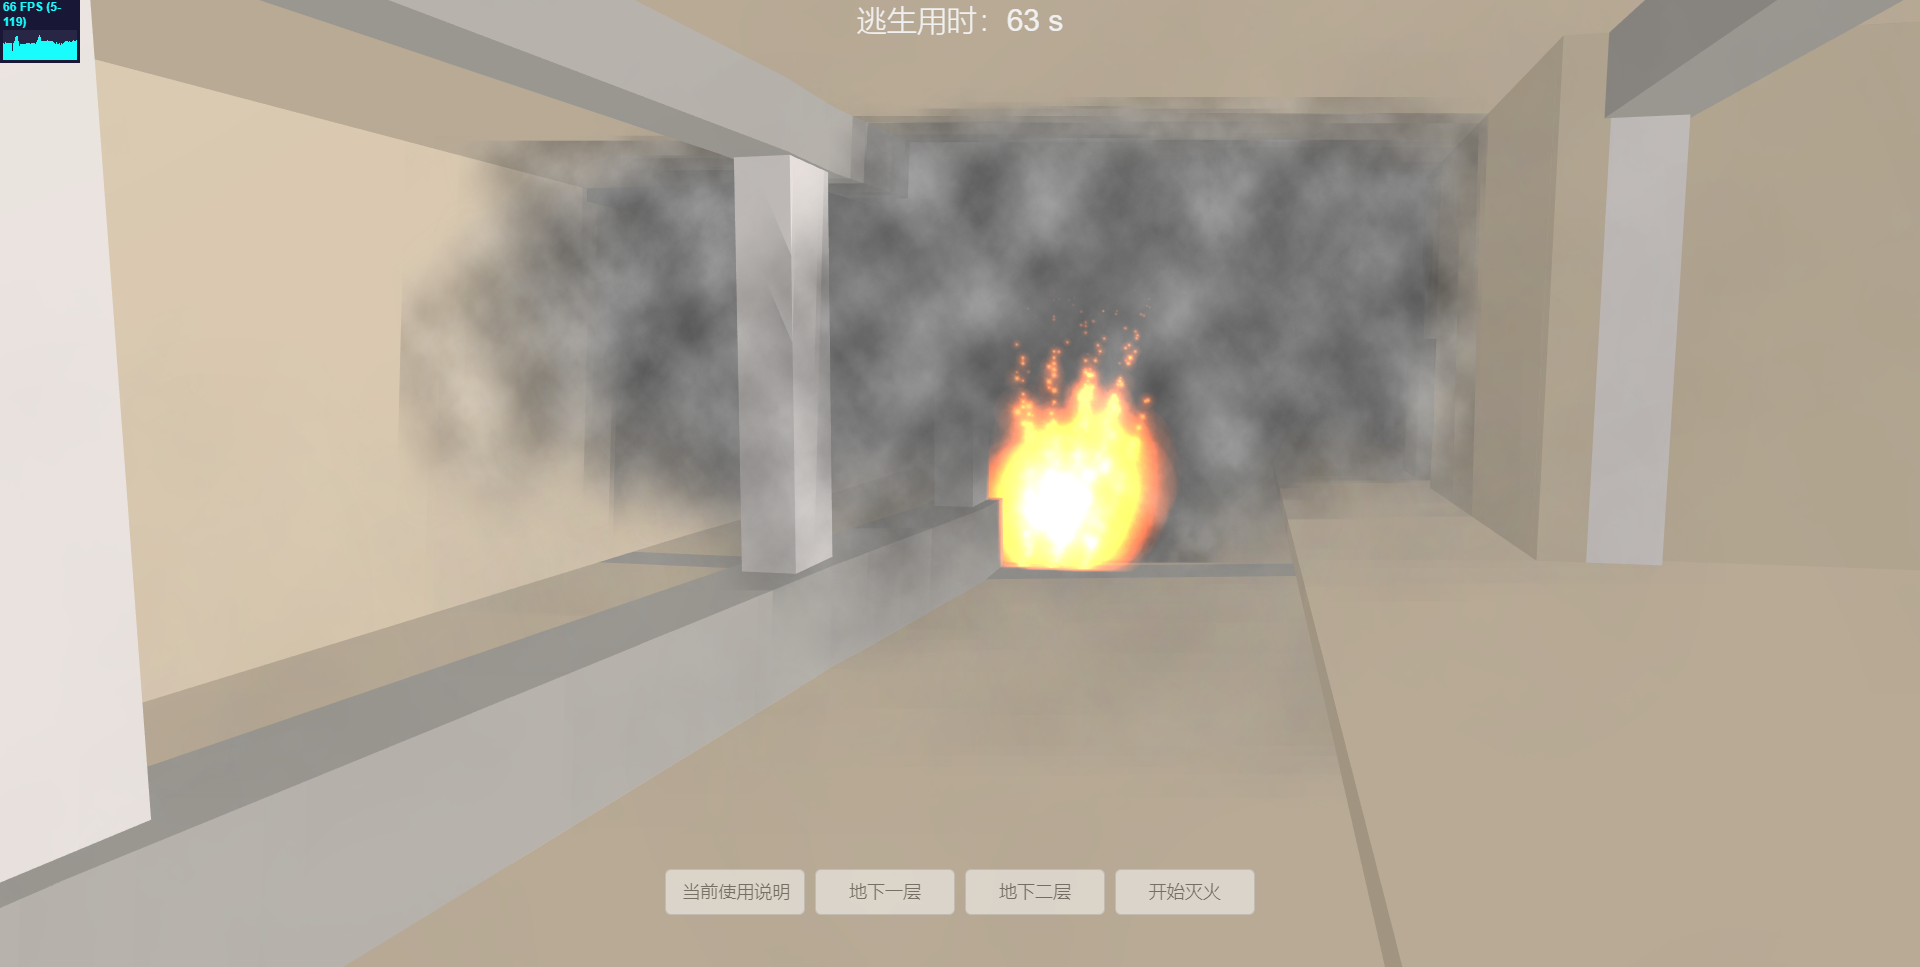 66 FPS (5-
119)
逃生用时：63 s
当前使用说明
地下一层
地下二层
开始灭火